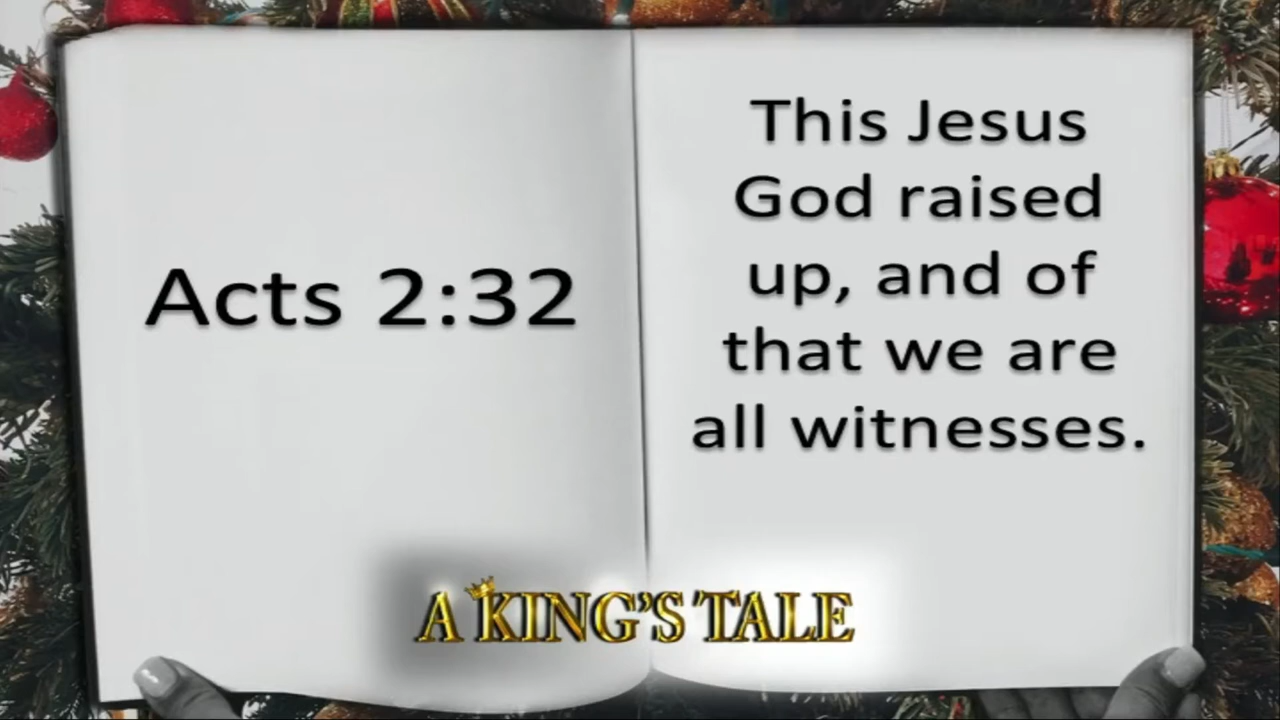 Acts 2:32
This Jesus
God raised
up, and of
that we are
all witnesses.
A KING'S TALE